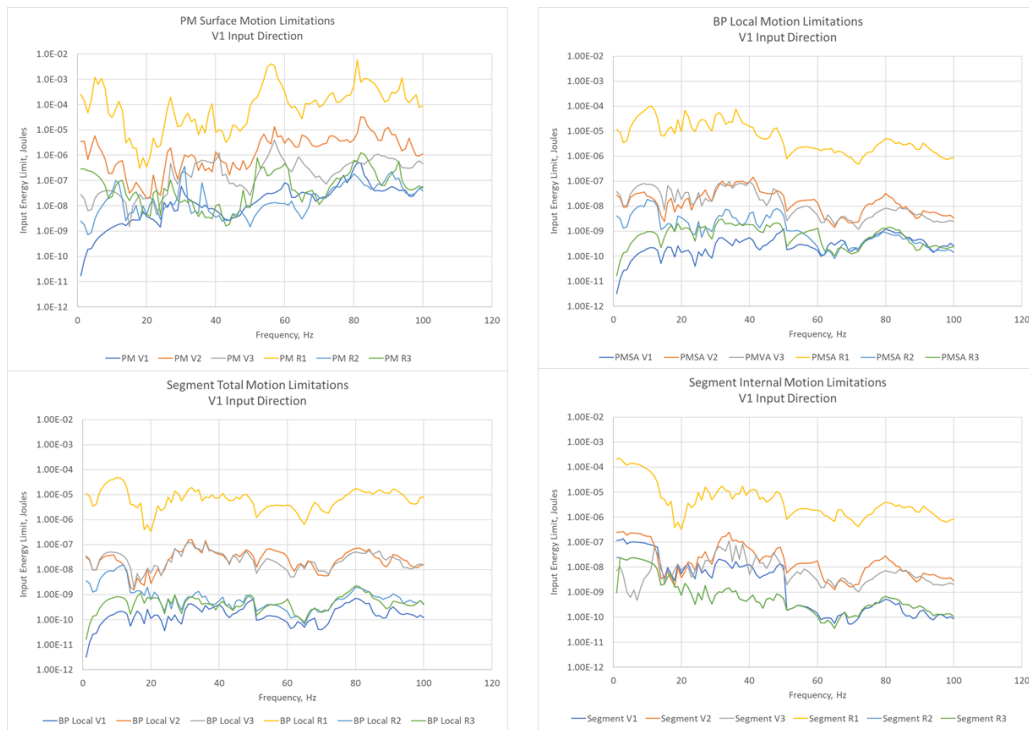 PM Surface Motion Limitations
V1 Input Direction
Input Energy Limit, Joules
1.00E-02
1.00E-03
1.00E-04
1.00E-05
1.00E-06
1.00E-07
1.00E-08
1.00E-09
1.00E-10
1.00E-11
1.00E-12
0 20 40 60 80 100 120
Frequency, Hz
PM V1 PM V2 PM V3 PM R1 PM R2 PM R3
BP Local Motion Limitations
V1 Input Direction
Input Energy Limit, Joules
1.00E-02
1.00E-03
1.00E-04
1.00E-05
1.00E-06
1.00E-07
1.00E-08
1.00E-09
1.00E-10
1.00E-11
1.00E-12
0 20 40 60 80 100 120
Frequency, Hz
PMSA V1 PMSA V2 PMVA V3 PMSA R1 PMSA R2 PMSA R3
Segment Total Motion Limitations
V1 Input Direction
Input Energy Limit, Joules
1.00E-02
1.00E-03
1.00E-04
1.00E-05
1.00E-06
1.00E-07
1.00E-08
1.00E-09
1.00E-10
1.00E-11
1.00E-12
0 20 40 60 80 100 120
Frequency, Hz
BP Local V1 BP Local V2 BP Local V3 BP Local R1 BP Local R2 BP Local R3
Segment Internal Motion Limitations
V1 Input Direction
Input Energy Limit, Joules
1.00E-02
1.00E-03
1.00E-04
1.00E-05
1.00E-06
1.00E-07
1.00E-08
1.00E-09
1.00E-10
1.00E-11
1.00E-12
0 20 40 60 80 100 120
Frequency, Hz
Segment V1 Segment V2 Segment V3 Segment R1 Segment R2 Segment R3